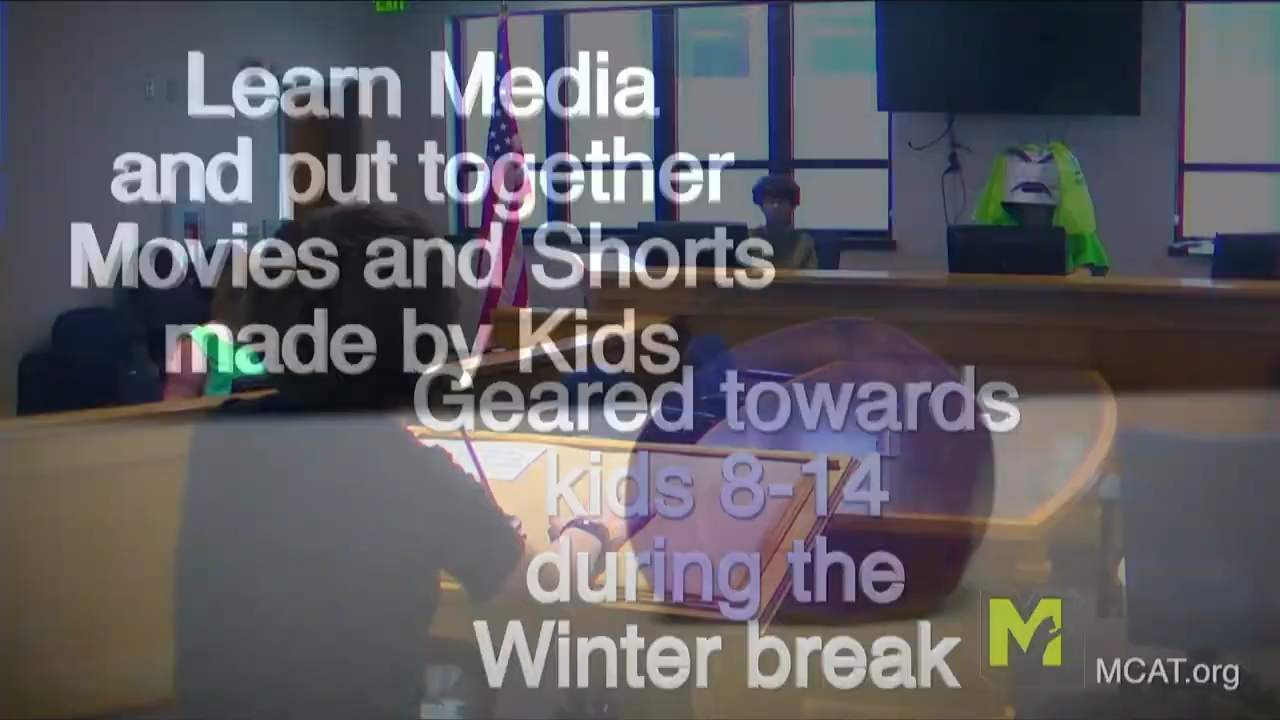 EXIT
Learn Media
and put together
Movies and Shorts
made by Kids
Geared towards
kids 8-14
during the
Winter break
M
MCAT.org